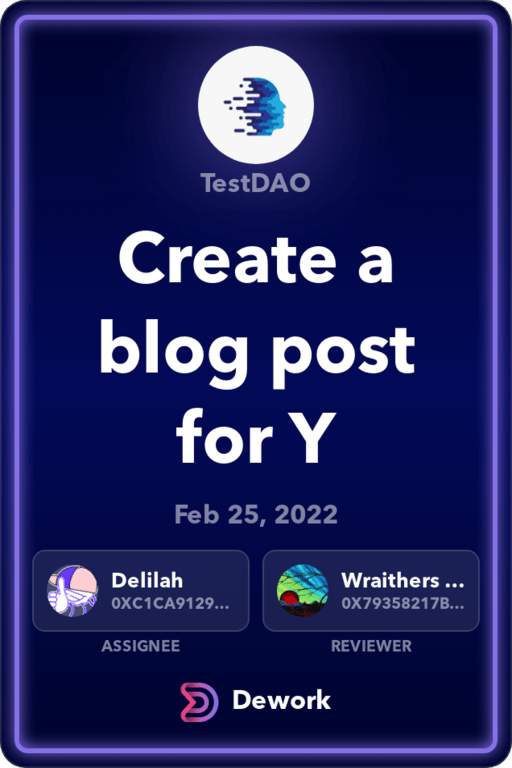 TestDAO
Create a
blog post
for Y
Feb 25, 2022
Delilah
0XC1CA9129...
ASSIGNEE
Wraithers ...
0X79358217B...
REVIEWER
Dework